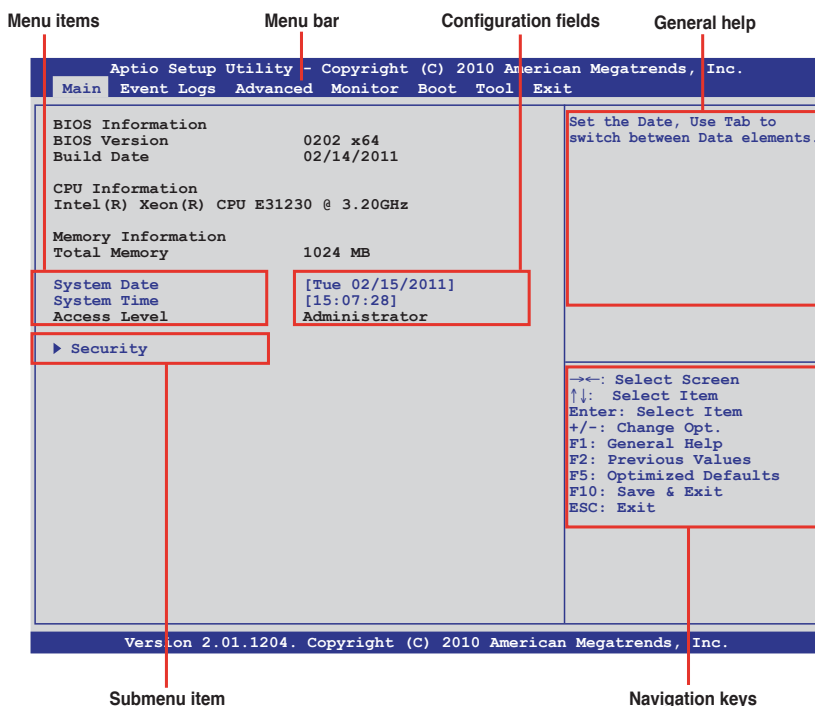 Menu items Menu bar Configuration fields General help
Aptio Setup Utility - Copyright (C) 2010 American Megatrends, Inc.
Main Event Logs Advanced Monitor Boot Tool Exit
BIOS Information
BIOS Version 0202 x64
Build Date 02/14/2011
CPU Information
Intel(R) Xeon(R) CPU E31230 @ 3.20GHz
Memory Information
Total Memory 1024 MB
System Date [Tue 02/15/2011]
System Time [15:07:28]
Access Level Administrator
Security
Set the Date, Use Tab to
switch between Data elements.
→←: Select Screen
↑↓: Select Item
Enter: Select Item
+/-: Change Opt.
F1: General Help
F2: Previous Values
F5: Optimized Defaults
F10: Save & Exit
ESC: Exit
Version 2.01.1204. Copyright (C) 2010 American Megatrends, Inc.
Submenu item Navigation keys